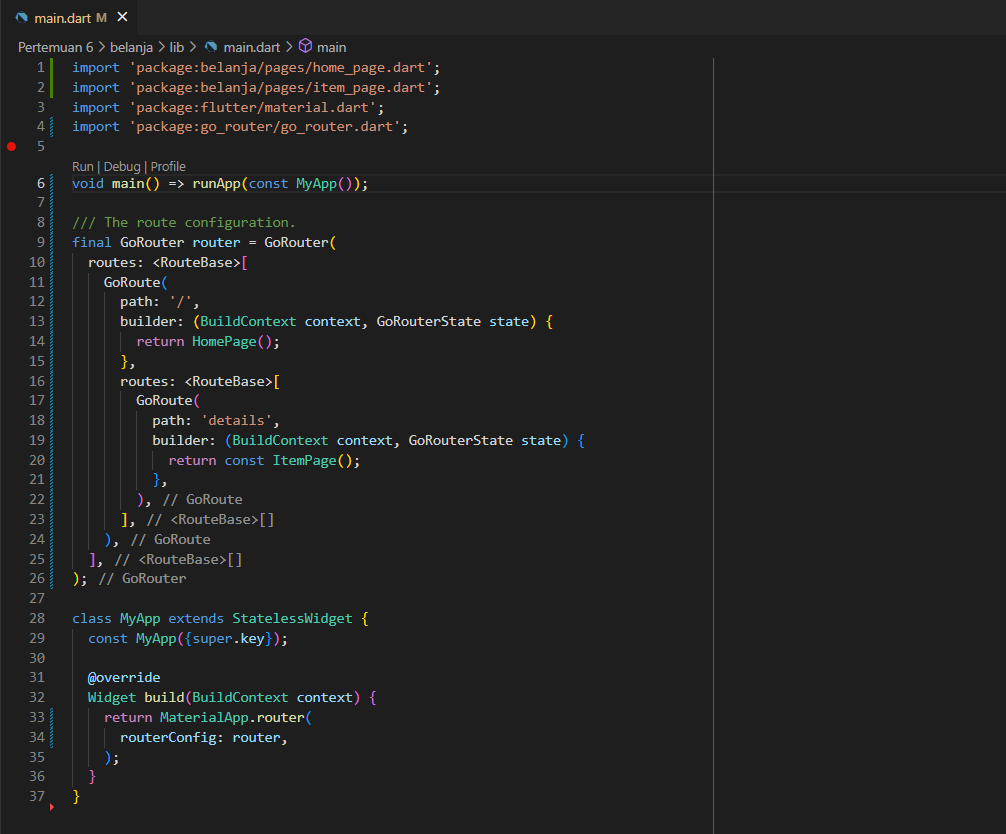 main.dart M
Pertemuan 6 > belanja > lib > main.dart > main
1 import 'package:belanja/pages/home_page.dart';
2 import 'package:belanja/pages/item_page.dart';
3 import 'package:flutter/material.dart';
4 import 'package:go_router/go_router.dart';
5
Run | Debug | Profile
6 void main() => runApp(const MyApp());
7
8 /// The route configuration.
9 final GoRouter router = GoRouter(
10   routes: <RouteBase>[
11     GoRoute(
12       path: '/',
13       builder: (BuildContext context, GoRouterState state) {
14         return HomePage();
15       },
16       routes: <RouteBase>[
17         GoRoute(
18           path: 'details',
19           builder: (BuildContext context, GoRouterState state) {
20             return const ItemPage();
21           },
22         ), // GoRoute
23       ], // <RouteBase>[]
24     ), // GoRoute
25   ], // <RouteBase>[]
26 ); // GoRouter
27
28 class MyApp extends StatelessWidget {
29   const MyApp({super.key});
30
31   @override
32   Widget build(BuildContext context) {
33     return MaterialApp.router(
34       routerConfig: router,
35     );
36   }
37 }